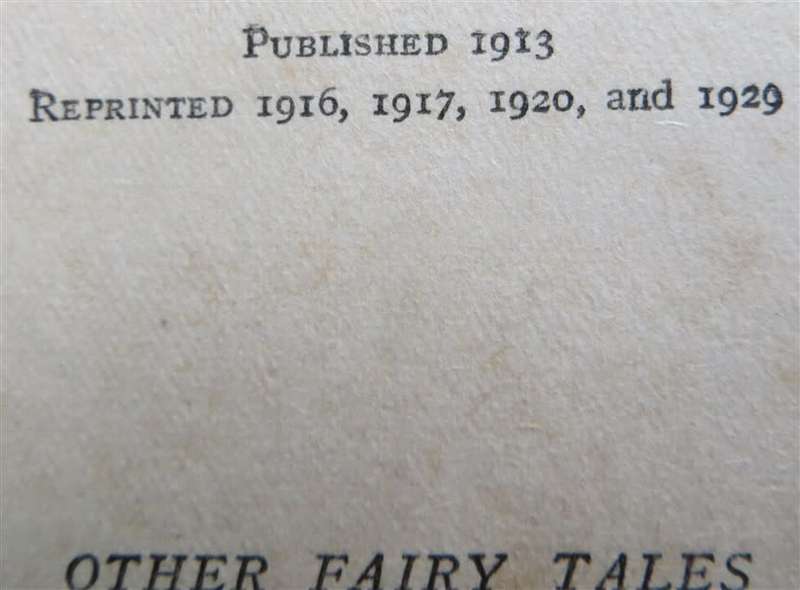 PUBLISHED 1913
REPRINTED 1916, 1917, 1920, and 1929
OTHER FAIRY TALES